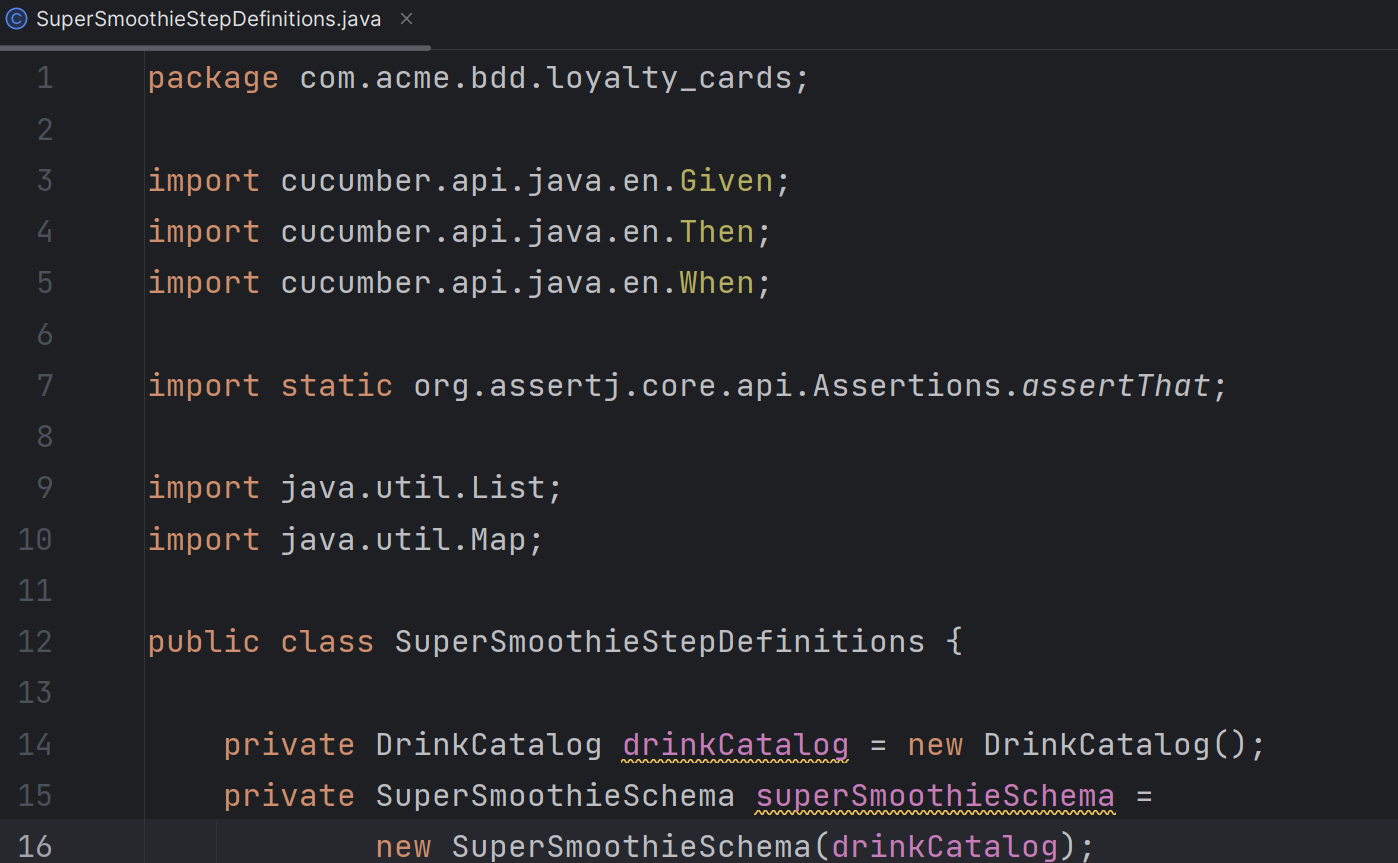 SuperSmoothieStepDefinitions.java ×
1 package com.acme.bdd.loyalty_cards;
2
3 import cucumber.api.java.en.Given;
4 import cucumber.api.java.en.Then;
5 import cucumber.api.java.en.When;
6
7 import static org.assertj.core.api.Assertions.assertThat;
8
9 import java.util.List;
10 import java.util.Map;
11
12 public class SuperSmoothieStepDefinitions {
13
14 private DrinkCatalog drinkCatalog = new DrinkCatalog();
15 private SuperSmoothieSchema superSmoothieSchema =
16 new SuperSmoothieSchema(drinkCatalog);